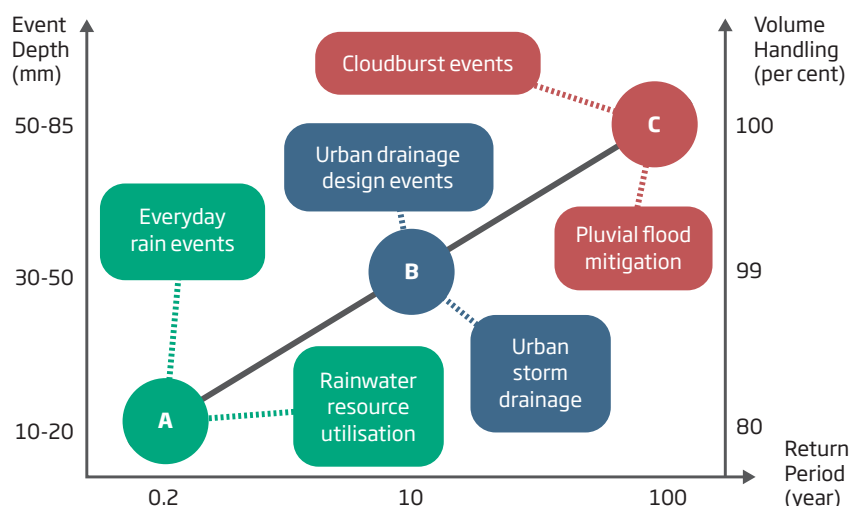 Event
Depth
(mm)
Volume
Handling
(per cent)
Cloudburst events
50-85
C
100
Urban drainage
design events
Everyday
rain events
Pluvial flood
mitigation
30-50
B
99
Urban
storm
drainage
Rainwater
resource
utilisation
10-20
A
80
Return
Period
(year)
0.2
10
100